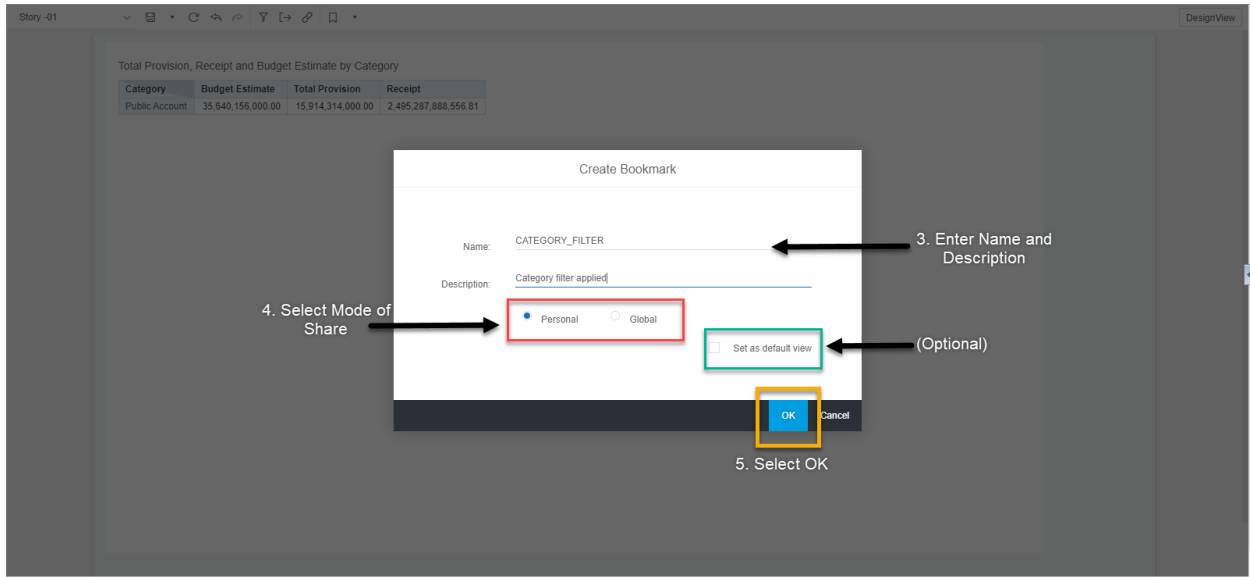 Story -01
DesignView
Total Provision, Receipt and Budget Estimate by Category
Category Budget Estimate Total Provision Receipt
Public Account 35,640,156,000.00 15,914,314,000.00 2,495,287,888,556.81
Create Bookmark
Name: CATEGORY_FILTER
3. Enter Name and
Description
Description: Category filter applied
4. Select Mode of
Share
Personal Global
Set as default view
(Optional)
OK Cancel
5. Select OK